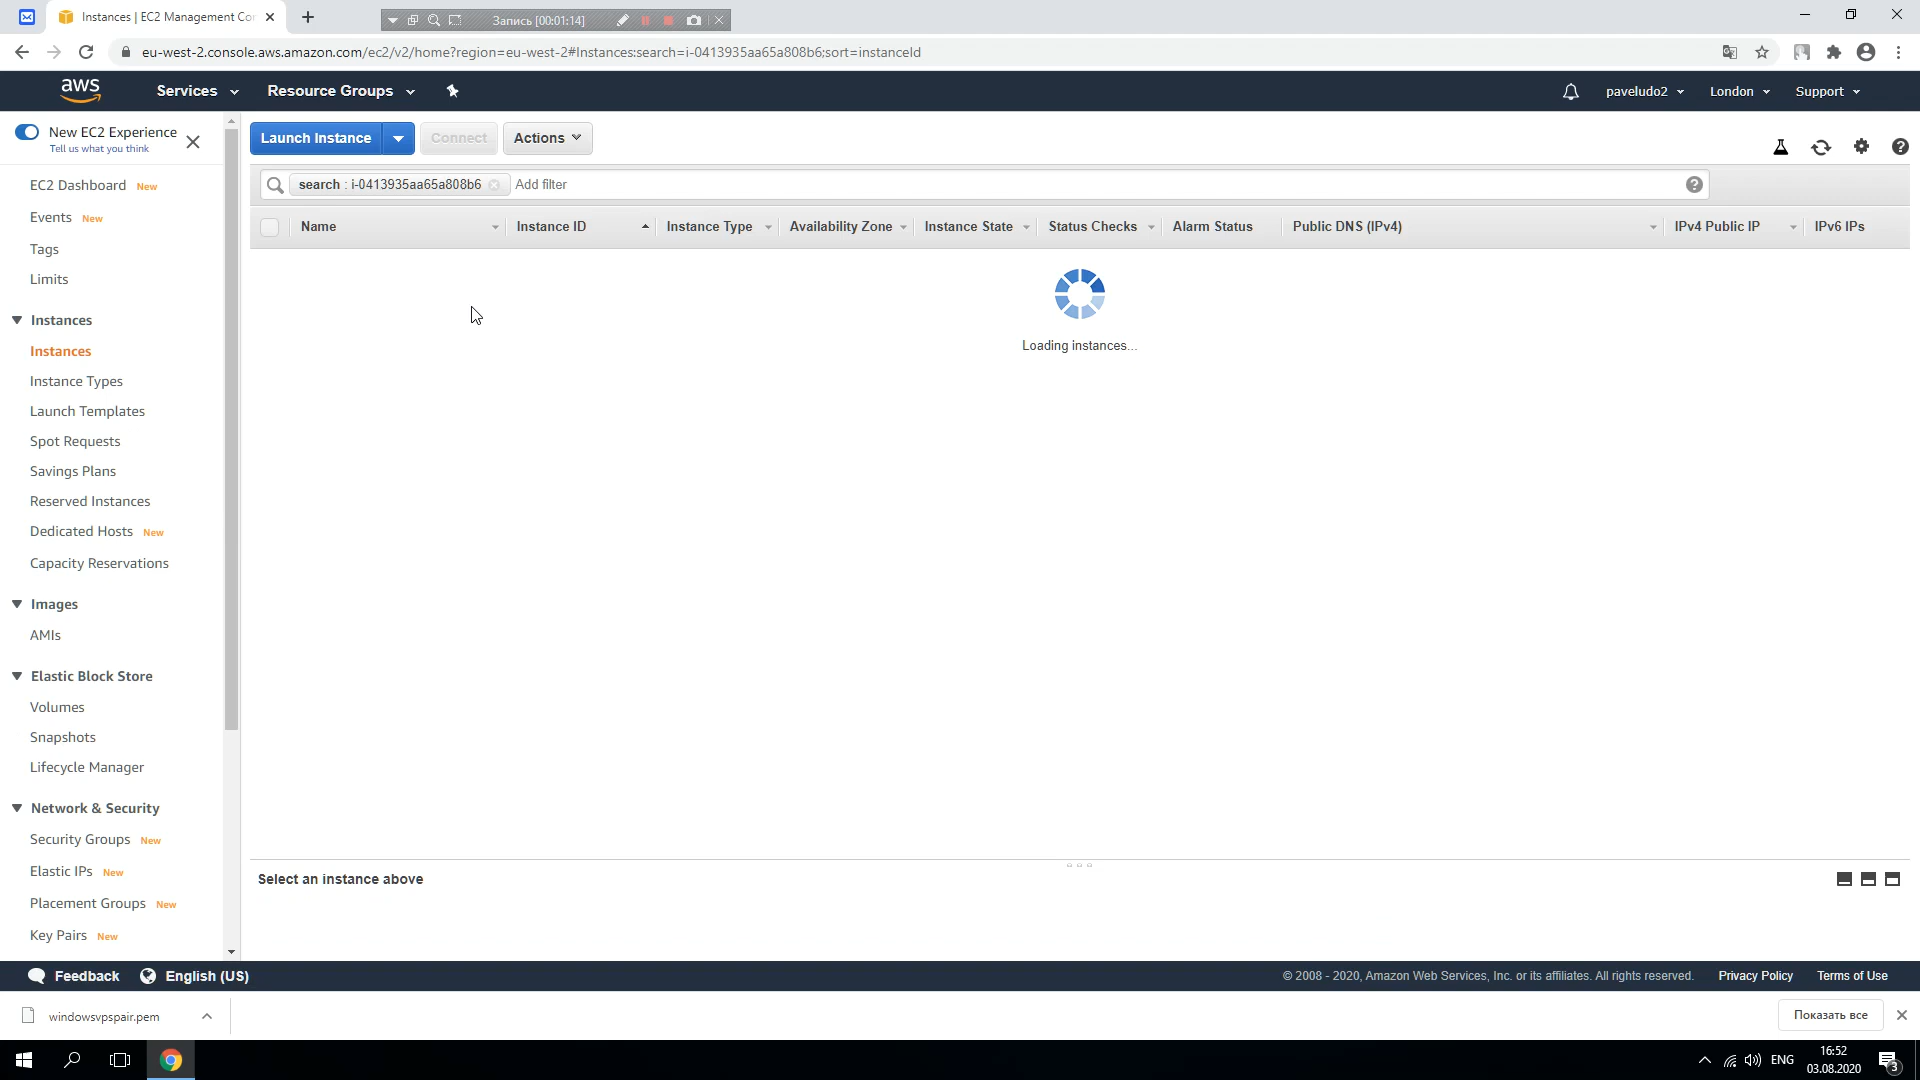 Instances | EC2 Management Cor
Запись [00:01:14]
eu-west-2.console.aws.amazon.com/ec2/v2/home?region=eu-west-2#Instances:search=i-0413935aa65a808b6;sort=instanceId
aws
Services
Resource Groups
paveludo2
London
Support
New EC2 Experience
Tell us what you think
EC2 Dashboard New
Events New
Tags
Limits
Instances
Instances
Instance Types
Launch Templates
Spot Requests
Savings Plans
Reserved Instances
Dedicated Hosts New
Capacity Reservations
Images
AMIs
Elastic Block Store
Volumes
Snapshots
Lifecycle Manager
Network & Security
Security Groups New
Elastic IPs New
Placement Groups New
Key Pairs New
Launch Instance
Connect
Actions
search : i-0413935aa65a808b6 Add filter
Name Instance ID Instance Type Availability Zone Instance State Status Checks Alarm Status Public DNS (IPv4) IPv4 Public IP IPv6 IPs
Loading instances...
Select an instance above
Feedback
English (US)
© 2008 - 2020, Amazon Web Services, Inc. or its affiliates. All rights reserved.
Privacy Policy
Terms of Use
windowsvpspair.pem
Показать все
ENG
16:52
03.08.2020
3